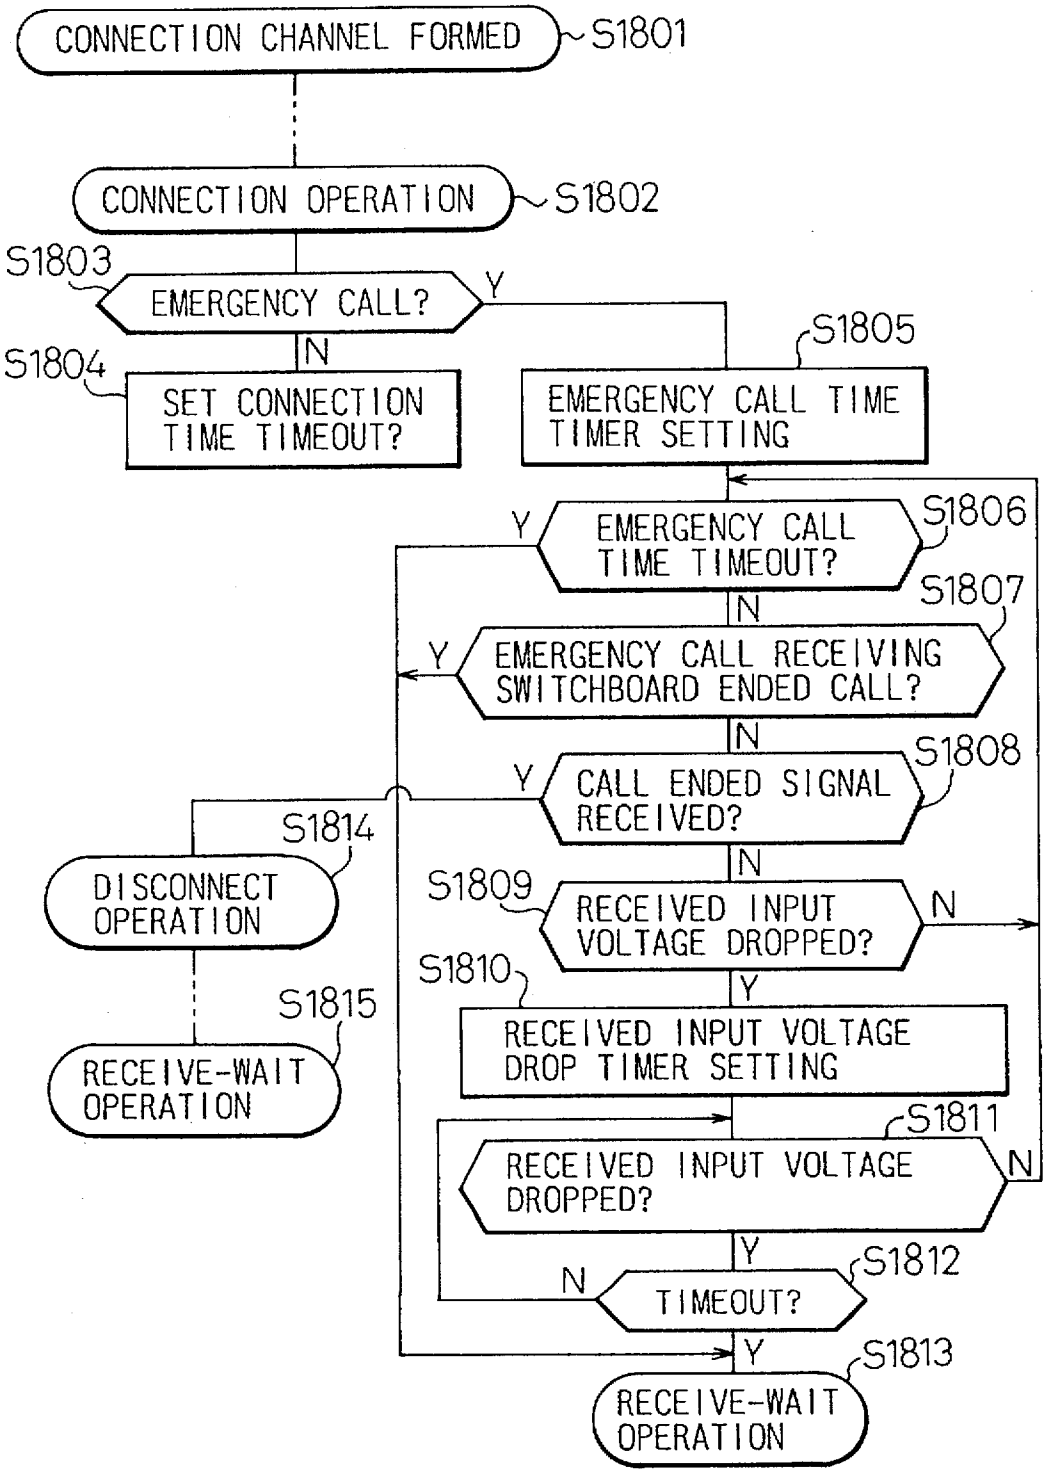 CONNECTION CHANNEL FORMED
S1801
CONNECTION OPERATION
S1802
S1803
EMERGENCY CALL?
Y
N
S1804
SET CONNECTION
TIME TIMEOUT?
S1805
EMERGENCY CALL TIME
TIMER SETTING
S1806
Y
EMERGENCY CALL
TIME TIMEOUT?
N
S1807
Y
EMERGENCY CALL RECEIVING
SWITCHBOARD ENDED CALL?
N
S1808
Y
CALL ENDED SIGNAL
RECEIVED?
N
S1814
DISCONNECT
OPERATION
S1809
RECEIVED INPUT
VOLTAGE DROPPED?
N
Y
S1815
RECEIVE-WAIT
OPERATION
S1810
RECEIVED INPUT VOLTAGE
DROP TIMER SETTING
S1811
RECEIVED INPUT VOLTAGE
DROPPED?
N
Y
S1812
N
TIMEOUT?
Y
S1813
RECEIVE-WAIT
OPERATION